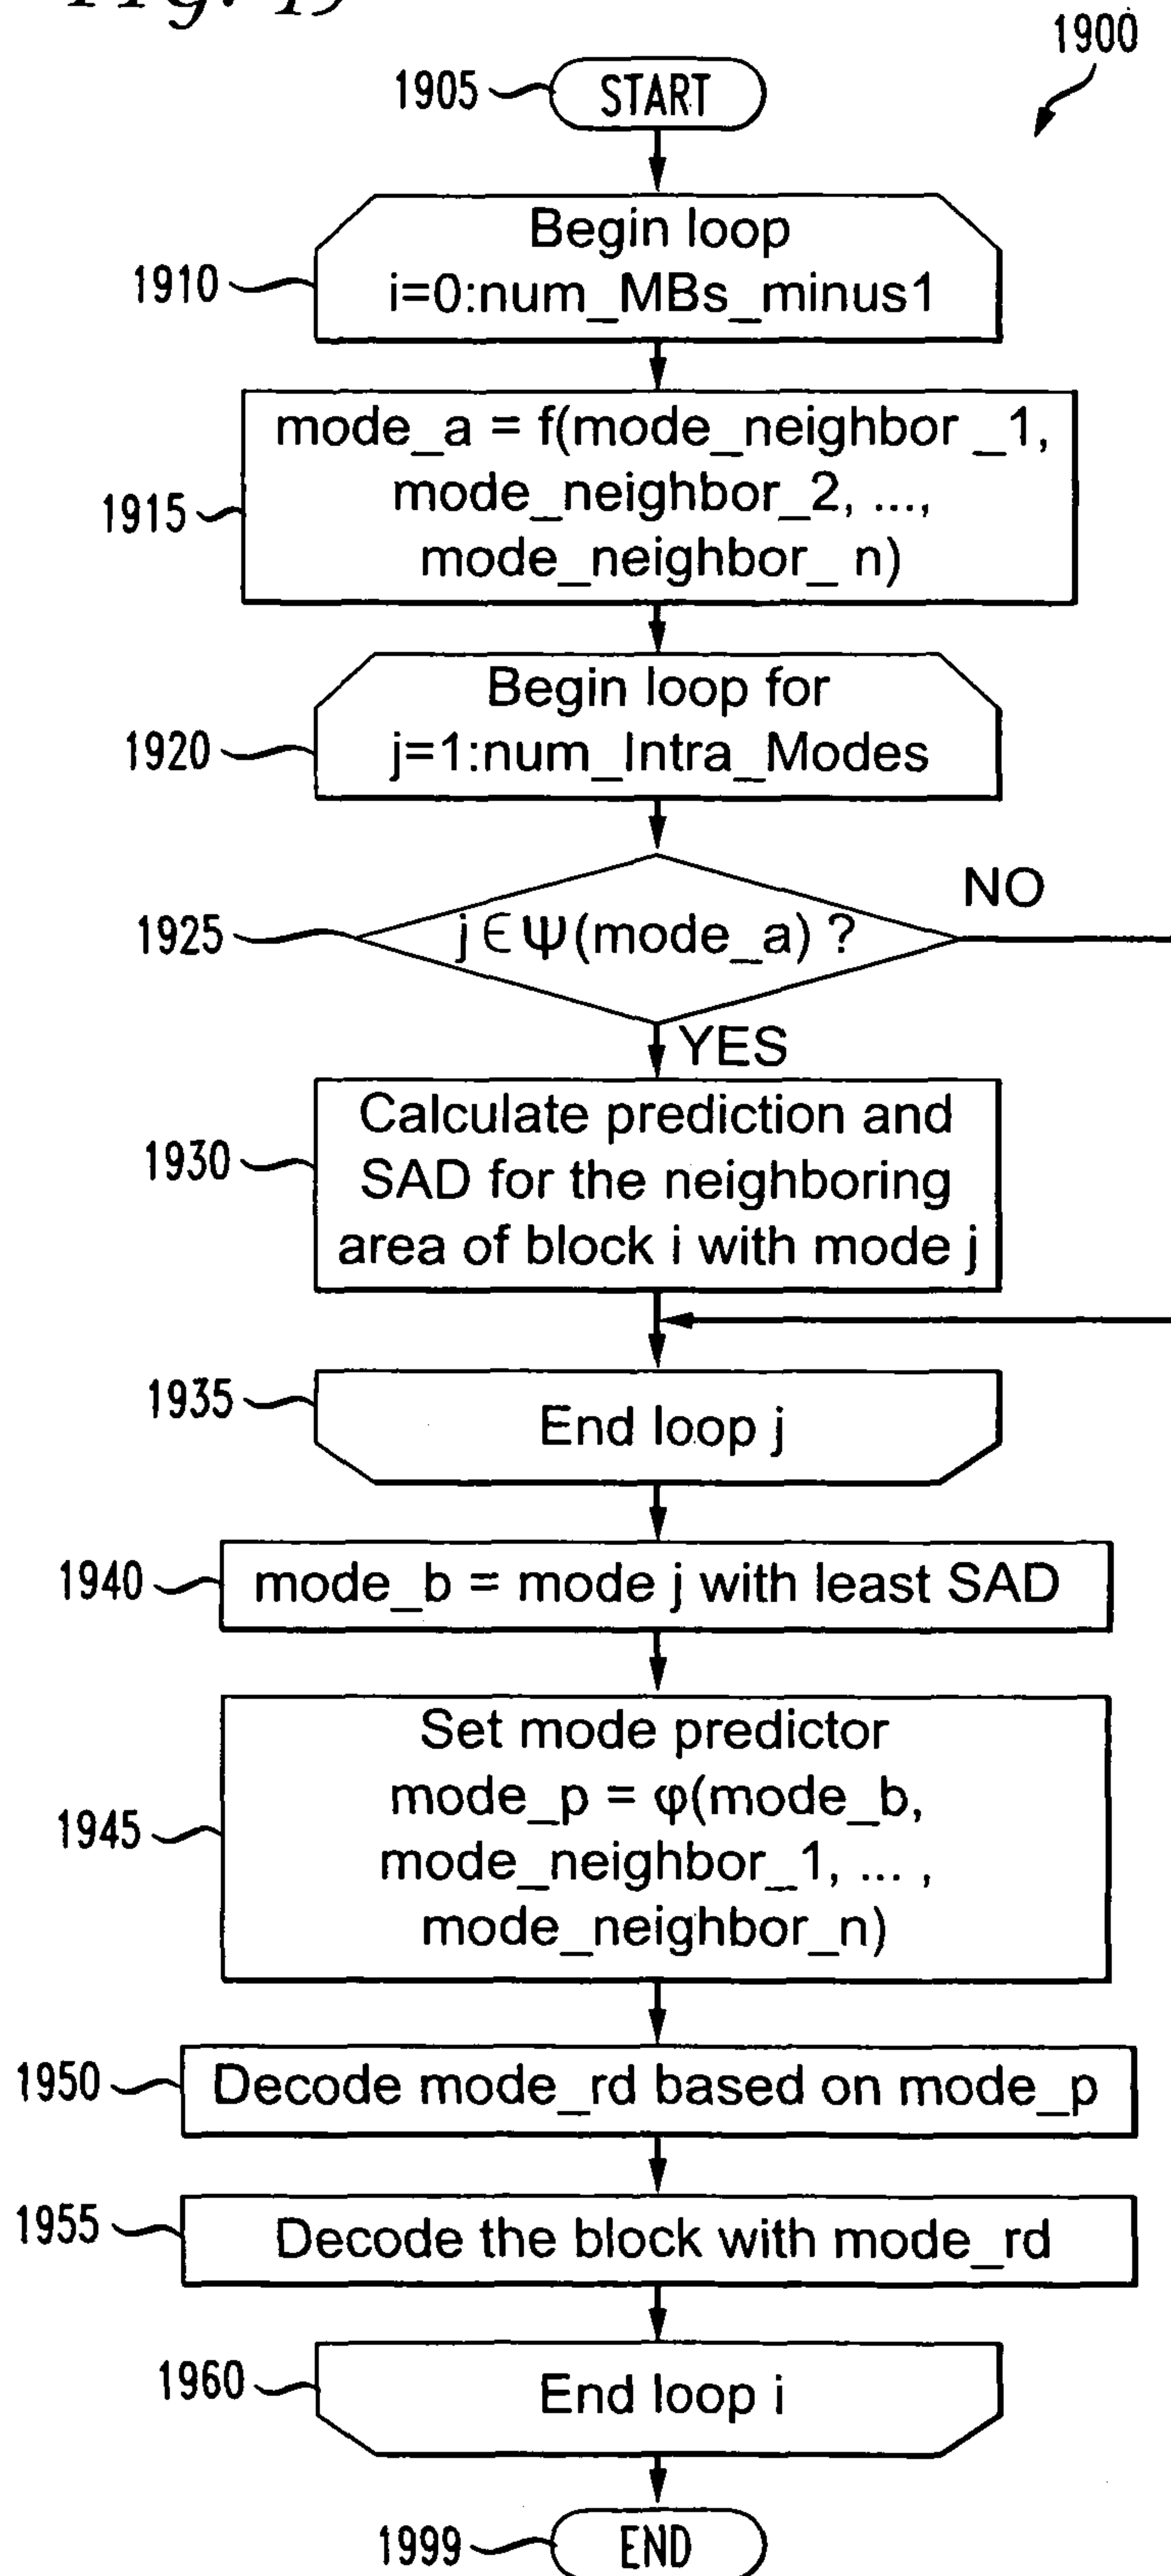 1900
1905 START
Begin loop
1910 i=0:num_MBs_minus1
mode_a = f(mode_neighbor _1,
1915 mode_neighbor_2, ...,
mode_neighbor_ n)
Begin loop for
1920 j=1:num_Intra_Modes
NO
1925 j∈Ψ(mode_a) ?
YES
Calculate prediction and
1930 SAD for the neighboring
area of block i with mode j
1935
End loop j
1940 mode_b = mode j with least SAD
Set mode predictor
mode_p = φ(mode_b,
1945 mode_neighbor_1, ... ,
mode_neighbor_n)
1950 Decode mode_rd based on mode_p
1955 Decode the block with mode_rd
1960 End loop i
1999 END